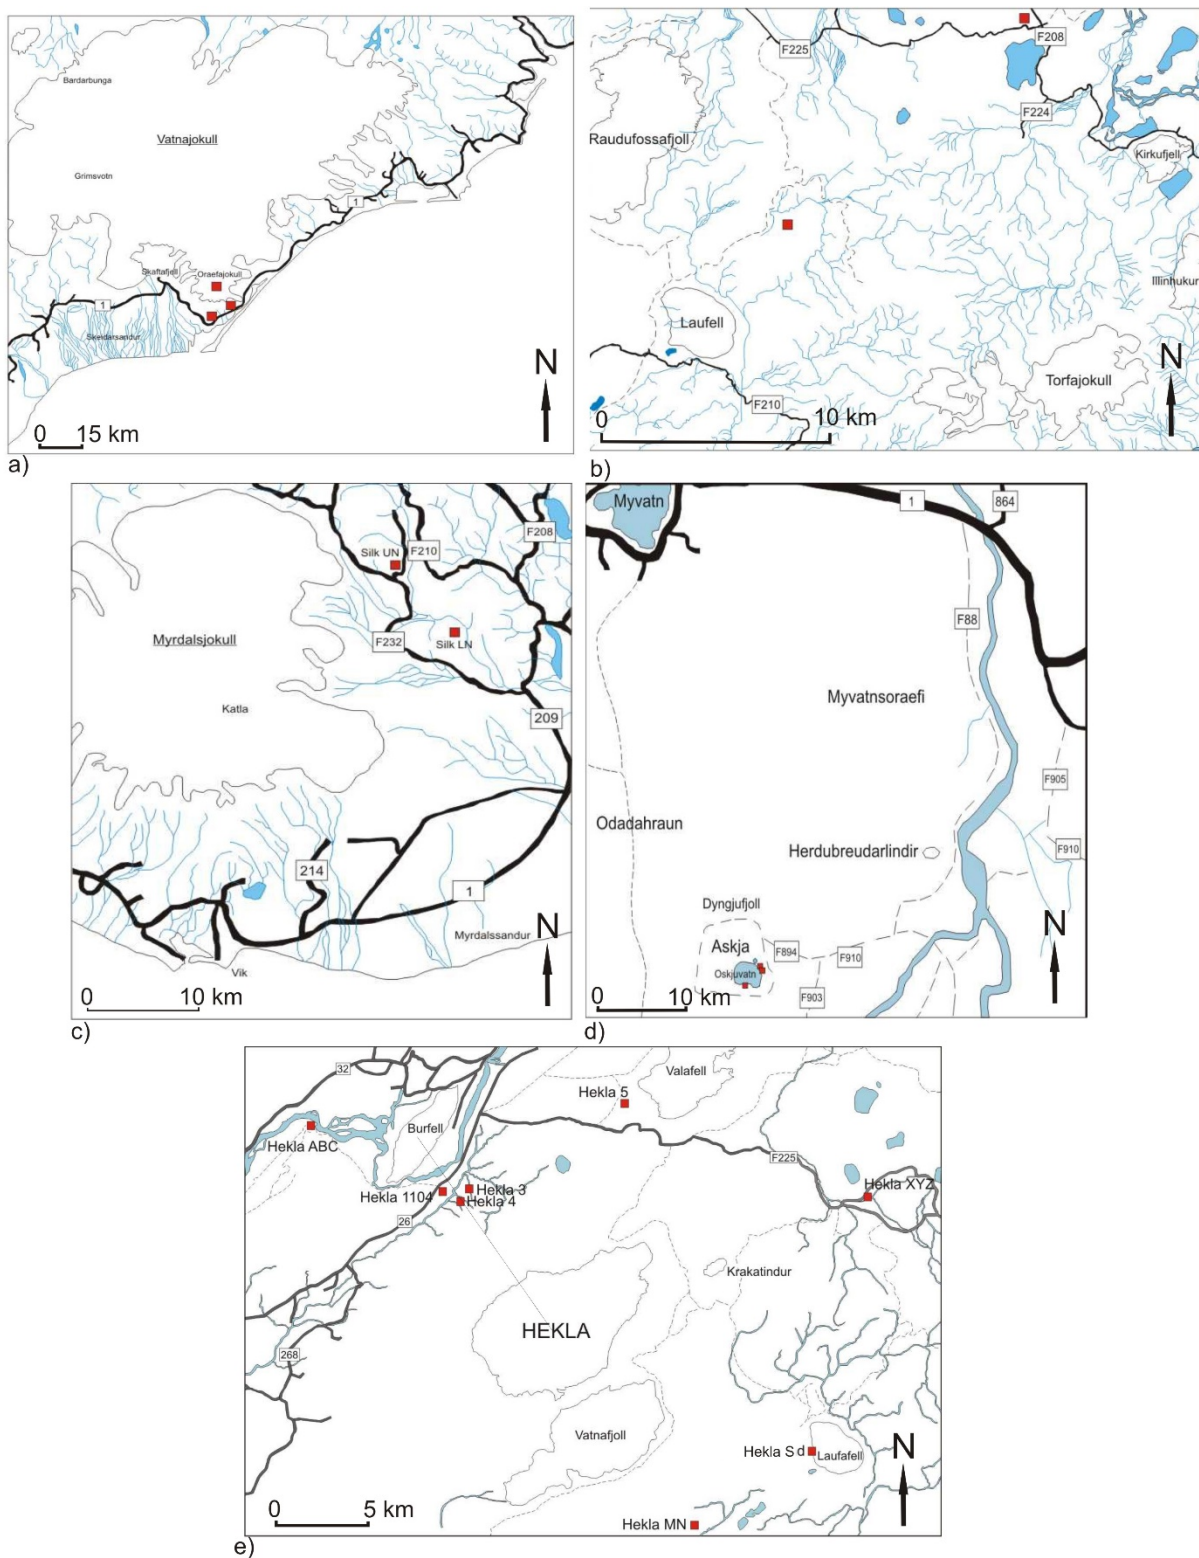 Bardarbunga
Vatnajokull
Grimsvotn
1
Skaftafjell
Oraefajokull
1
Skeidarsandur
N
0 15 km
a)
F225
F208
F224
Raudufossafjoll
Kirkufjell
Illinhukur
Laufell
N
Torfajokull
F210
0 10 km
b)
Silk UN
F210
F208
Myrdalsjokull
F232
Silk LN
Katla
209
214
1
N
Myrdalssandur
Vik
0 10 km
c)
Myvatn
1
864
F88
Myvatnsoraefi
F905
Odadahraun
Herdubreudarlindir
F910
Dyngjufjoll
N
Askja
F894
F910
Oskjuvatn
F903
0 10 km
d)
32
Valafell
Hekla 5
Burfell
Hekla ABC
F225
Hekla 3
Hekla XYZ
Hekla 1104
Hekla 4
26
Krakatindur
HEKLA
268
Vatnafjoll
N
Hekla S d
Laufafell
0 5 km
Hekla MN
e)